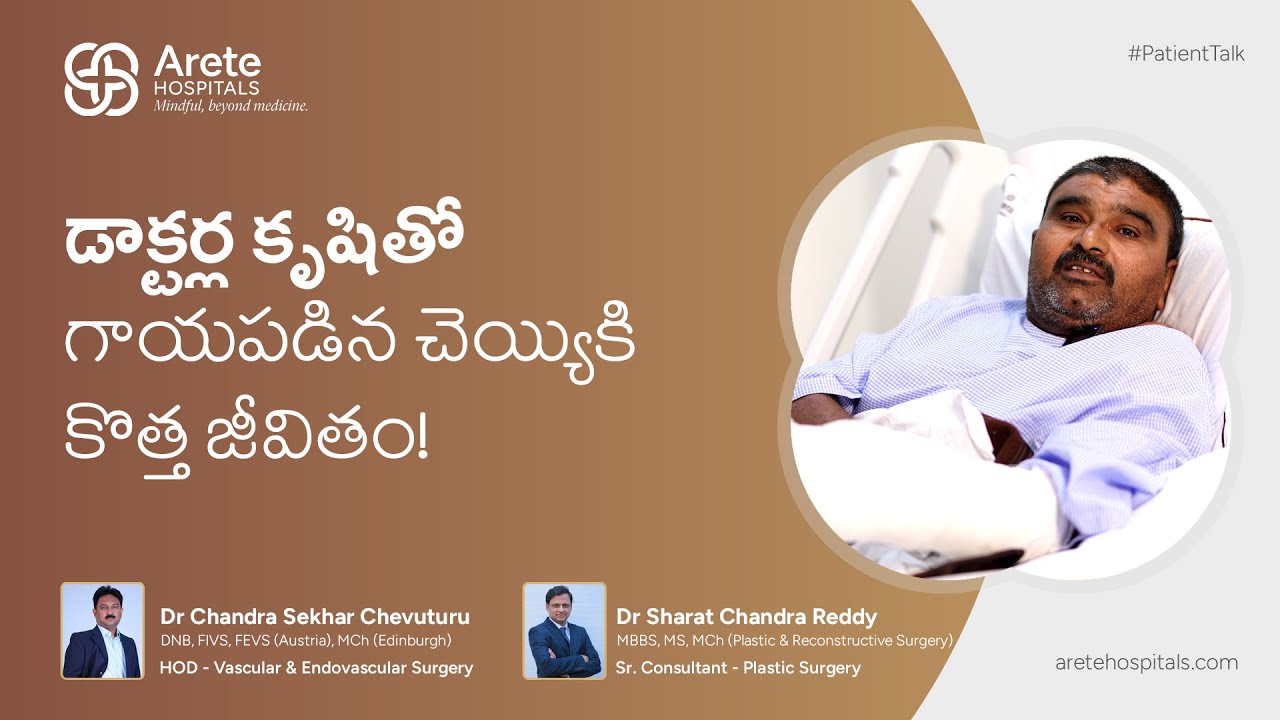 Arete
HOSPITALS
Mindful, beyond medicine.
#PatientTalk
డాక్టర్ల కృషితో
గాయపడిన చెయ్యికి
కొత్త జీవితం!
Dr Chandra Sekhar Chevuturu
DNB, FIVS, FEVS (Austria), MCh (Edinburgh)
HOD - Vascular & Endovascular Surgery
Dr Sharat Chandra Reddy
MBBS, MS, MCh (Plastic & Reconstructive Surgery)
Sr. Consultant - Plastic Surgery
aretehospitals.com